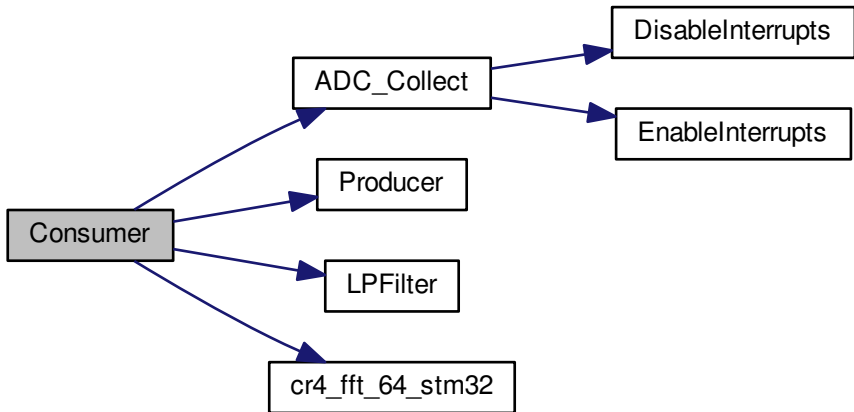 DisableInterrupts
ADC_Collect
EnableInterrupts
Producer
Consumer
LPFilter
cr4_fft_64_stm32